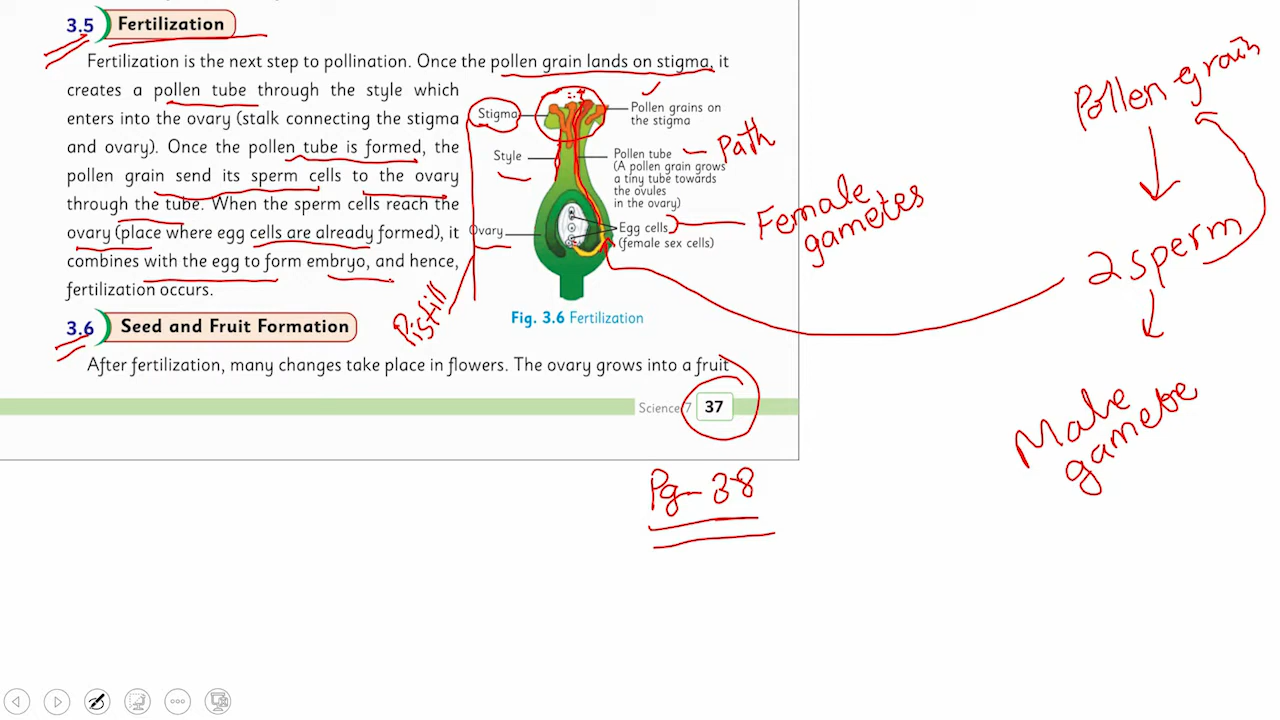 3.5 Fertilization
Fertilization is the next step to pollination. Once the pollen grain lands on stigma, it
creates a pollen tube through the style which
enters into the ovary (stalk connecting the stigma
and ovary). Once the pollen tube is formed, the
pollen grain send its sperm cells to the ovary
through the tube. When the sperm cells reach the
ovary (place where egg cells are already formed), it
combines with the egg to form embryo, and hence,
fertilization occurs.
Stigma
Style
Ovary
Pistill
Pollen grains on
the stigma
Pollen tube
(A pollen grain grows
a tiny tube towards
the ovules
in the ovary)
Path
Egg cells
(female sex cells)
Female
gametes
Fig. 3.6 Fertilization
3.6 Seed and Fruit Formation
After fertilization, many changes take place in flowers. The ovary grows into a fruit
Science 7 37
Pg-38
Pollen grain
2 sperm
Male
gamete